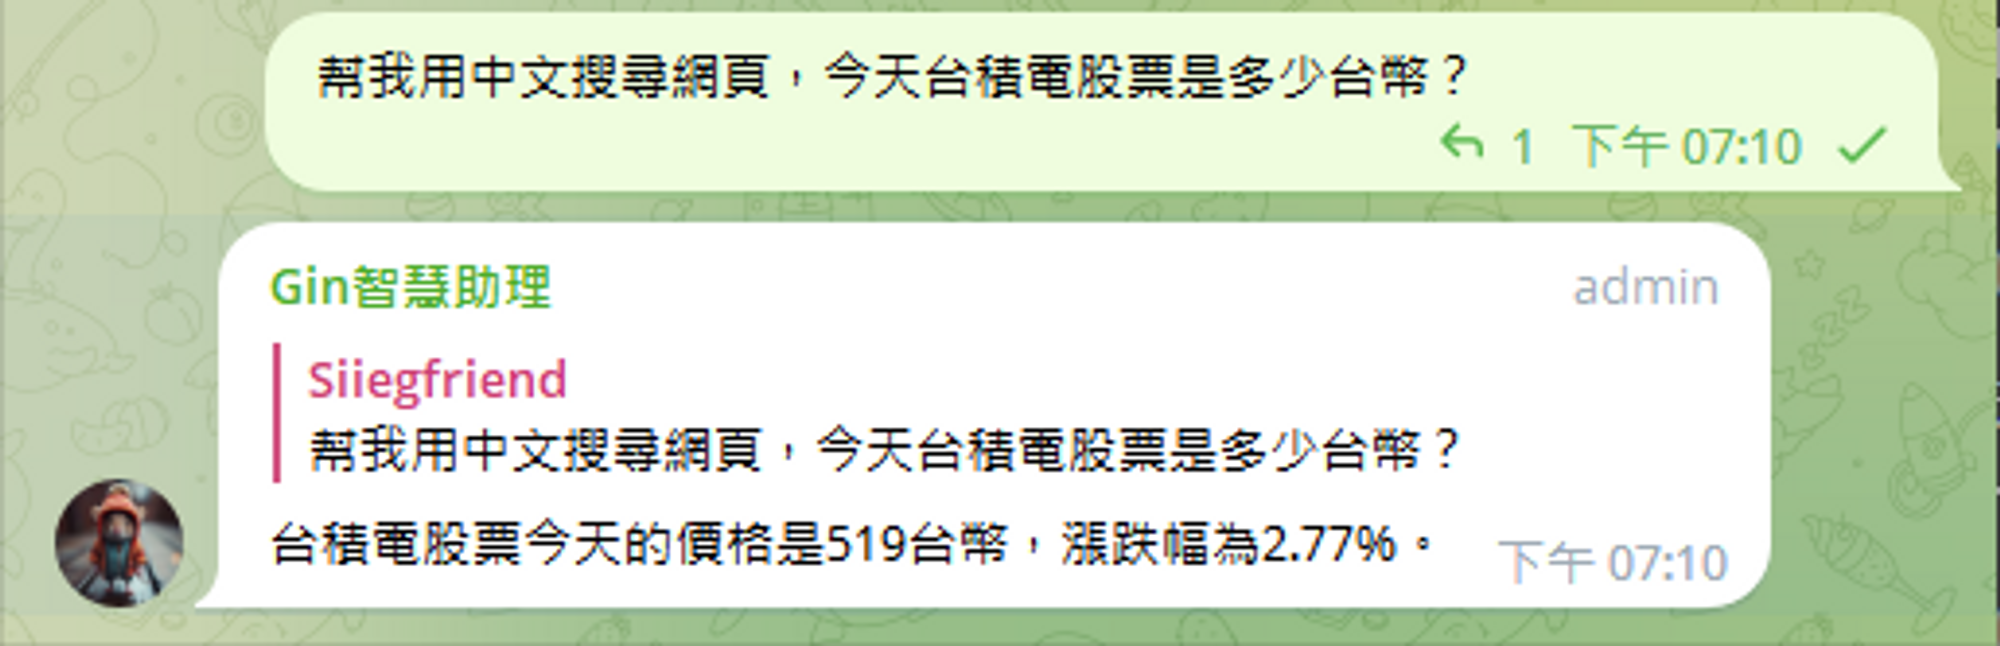 幫我用中文搜尋網頁，今天台積電股票是多少台幣？
1 下午 07:10
Gin智慧助理 admin
Siiegfriend
幫我用中文搜尋網頁，今天台積電股票是多少台幣？
台積電股票今天的價格是519台幣，漲跌幅為2.77%。 下午 07:10